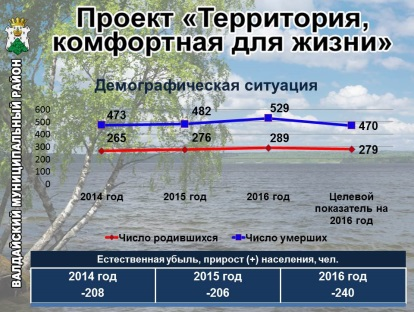 Проект «Территория,
комфортная для жизни»
ВАЛДАЙСКИЙ МУНИЦИПАЛЬНЫЙ РАЙОН
Демографическая ситуация
600
500
400
300
200
100
0
473
482
529
470
265
276
289
279
2014 год
2015 год
2016 год
Целевой
показатель на
2016 год
Число родившихся
Число умерших
Естественная убыль, прирост (+) населения, чел.
2014 год 2015 год 2016 год
-208 -206 -240